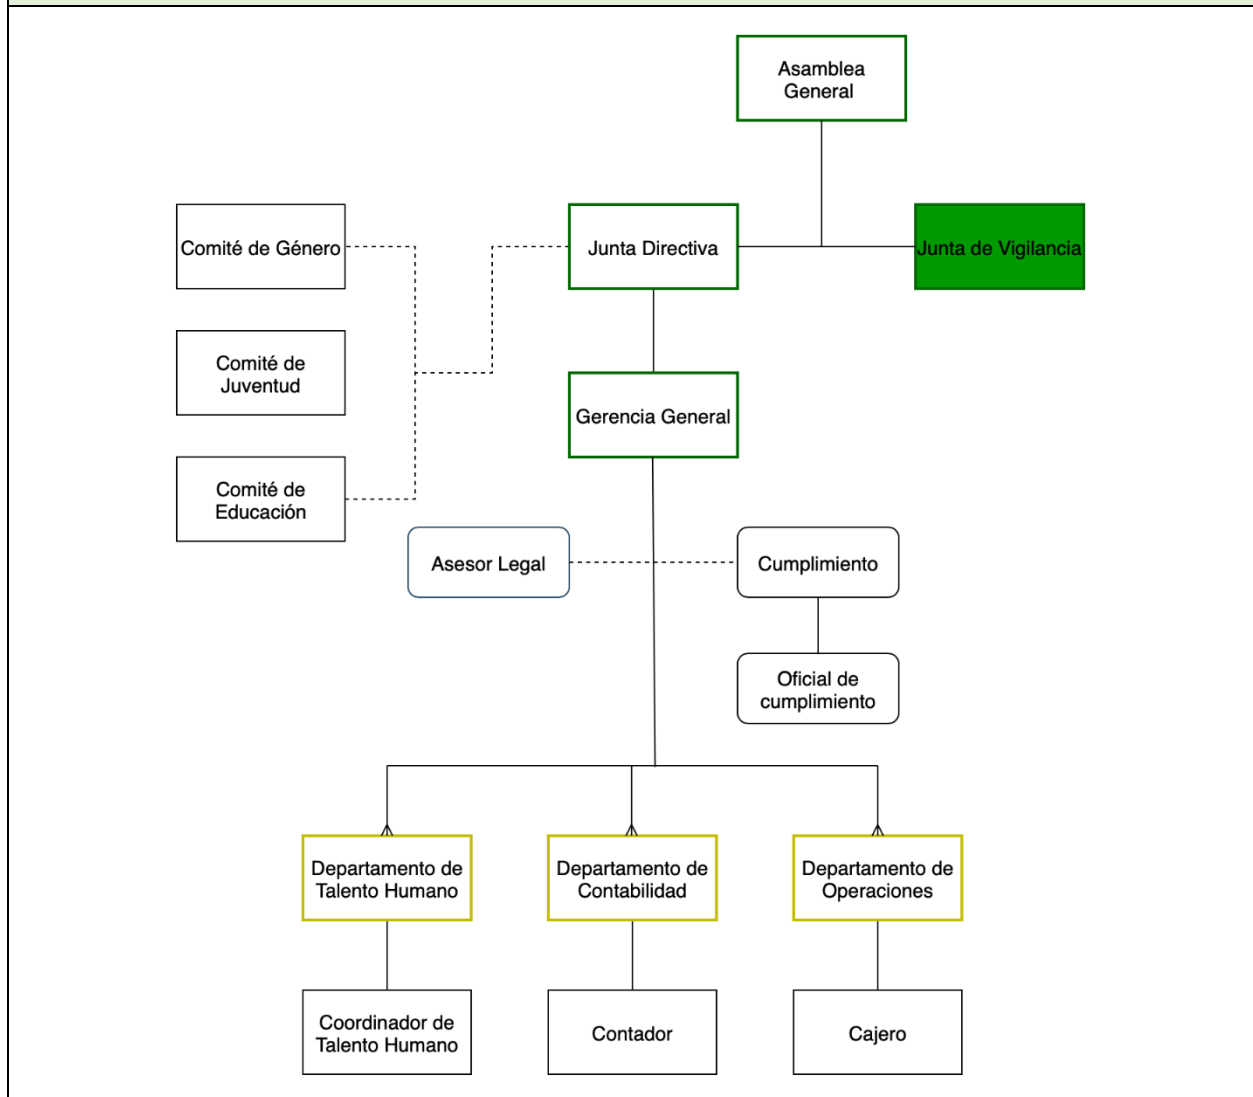 Asamblea
General
Comité de Género
Junta Directiva
Junta de Vigilancia
Comité de
Juventud
Gerencia General
Comité de
Educación
Asesor Legal
Cumplimiento
Oficial de
cumplimiento
Departamento de
Talento Humano
Departamento de
Contabilidad
Departamento de
Operaciones
Coordinador de
Talento Humano
Contador
Cajero